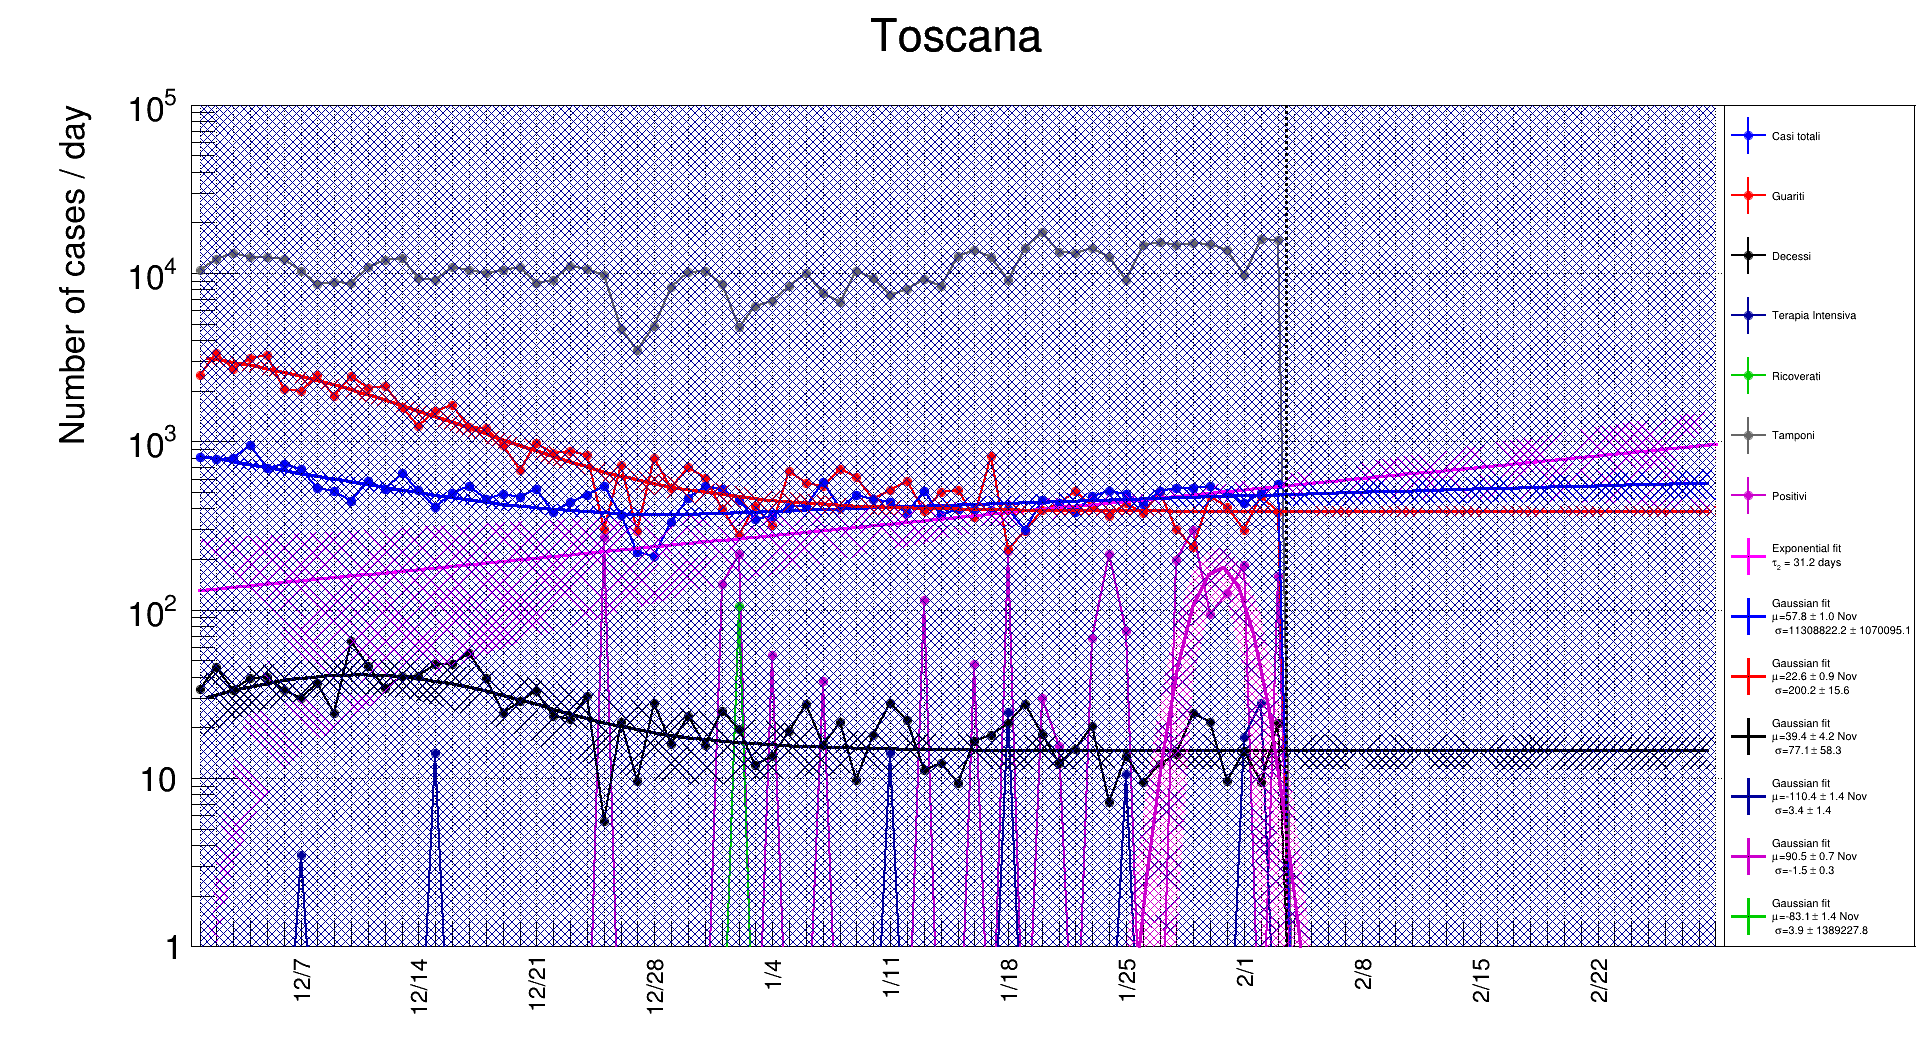 Toscana
Number of cases / day
10^5
10^4
10^3
10^2
10
1
12/7
12/14
12/21
12/28
1/4
1/11
1/18
1/25
2/1
2/8
2/15
2/22
Casi totali
Guariti
Decessi
Terapia Intensiva
Ricoverati
Tamponi
Positivi
Exponential fit
τ₂ = 31.2 days
Gaussian fit
μ=57.8 ± 1.0 Nov
σ=11308822.2 ± 1070095.1
Gaussian fit
μ=22.6 ± 0.9 Nov
σ=200.2 ± 15.6
Gaussian fit
μ=39.4 ± 4.2 Nov
σ=77.1 ± 58.3
Gaussian fit
μ=-110.4 ± 1.4 Nov
σ=3.4 ± 1.4
Gaussian fit
μ=90.5 ± 0.7 Nov
σ=-1.5 ± 0.3
Gaussian fit
μ=-83.1 ± 1.4 Nov
σ=3.9 ± 1389227.8